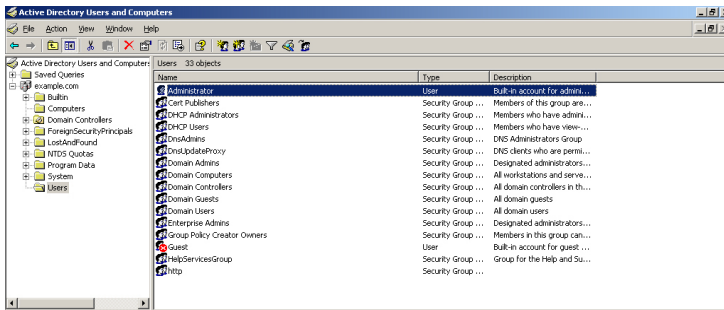 Active Directory Users and Computers
File Action View Window Help
Active Directory Users and Computers
Saved Queries
example.com
Builtin
Computers
Domain Controllers
ForeignSecurityPrincipals
LostAndFound
NTDS Quotas
Program Data
System
Users
Users 33 objects
Name Type Description
Administrator User Built-in account for admini...
Cert Publishers Security Group ... Members of this group are...
DHCP Administrators Security Group ... Members who have admini...
DHCP Users Security Group ... Members who have view-...
DnsAdmins Security Group ... DNS Administrators Group
DnsUpdateProxy Security Group ... DNS clients who are permi...
Domain Admins Security Group ... Designated administrators...
Domain Computers Security Group ... All workstations and serve...
Domain Controllers Security Group ... All domain controllers in th...
Domain Guests Security Group ... All domain guests
Domain Users Security Group ... All domain users
Enterprise Admins Security Group ... Designated administrators...
Group Policy Creator Owners Security Group ... Members in this group can...
Guest User Built-in account for guest ...
HelpServicesGroup Security Group ... Group for the Help and Su...
http Security Group ...